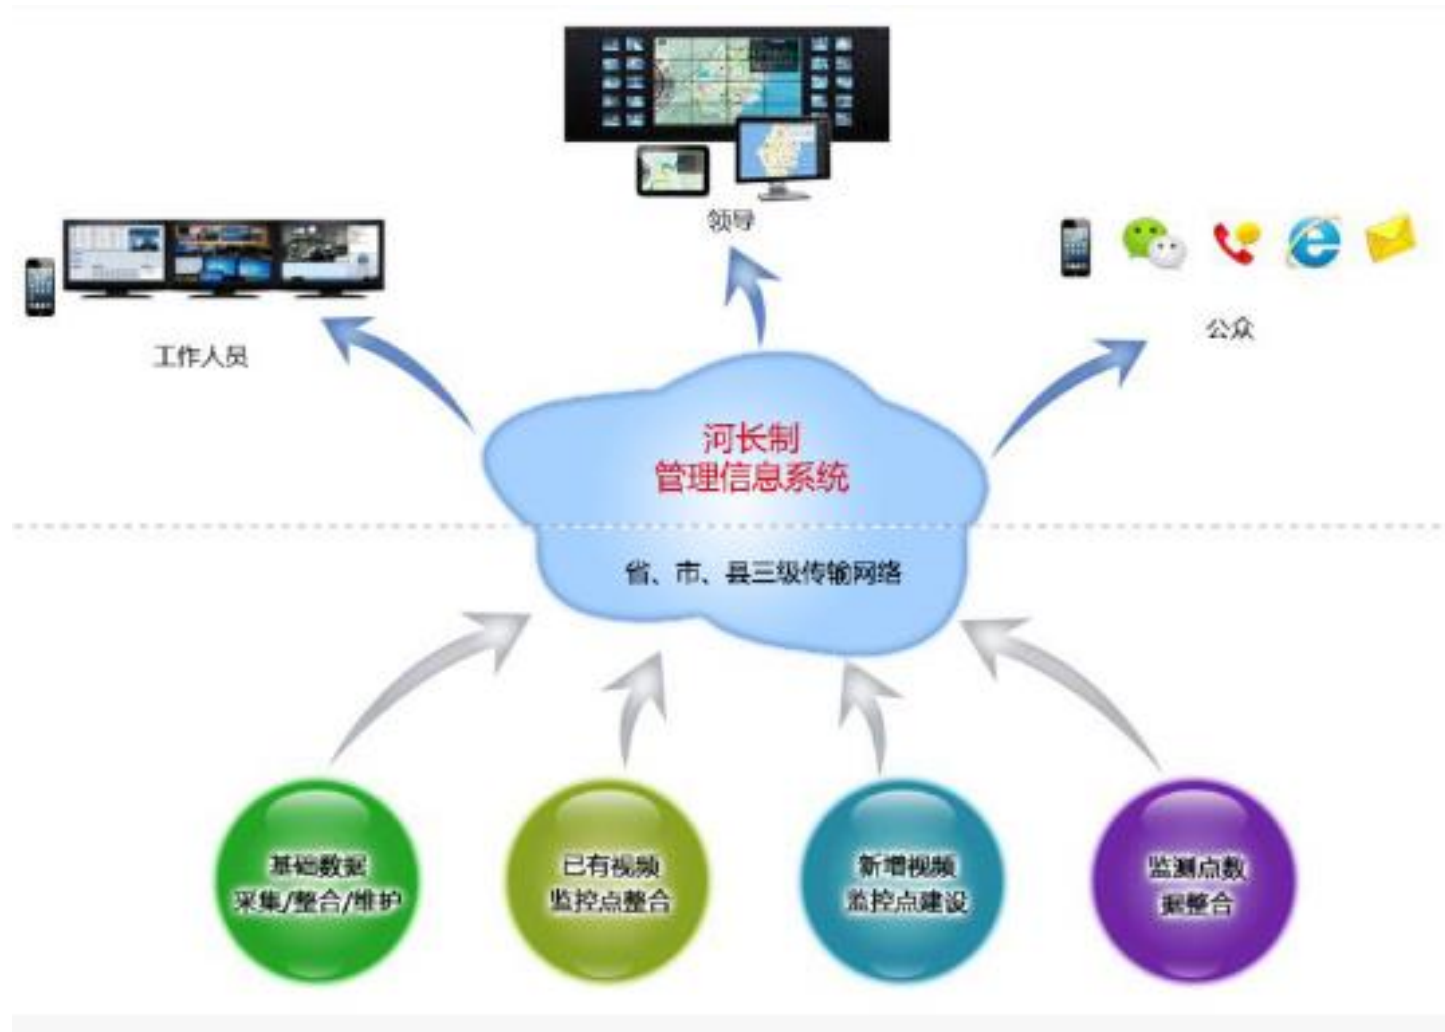 领导
工作人员
公众
河长制
管理信息系统
省、市、县三级传输网络
基础数据
采集/整合/维护
已有视频
监控点整合
新增视频
监控点建设
监测点数
据整合